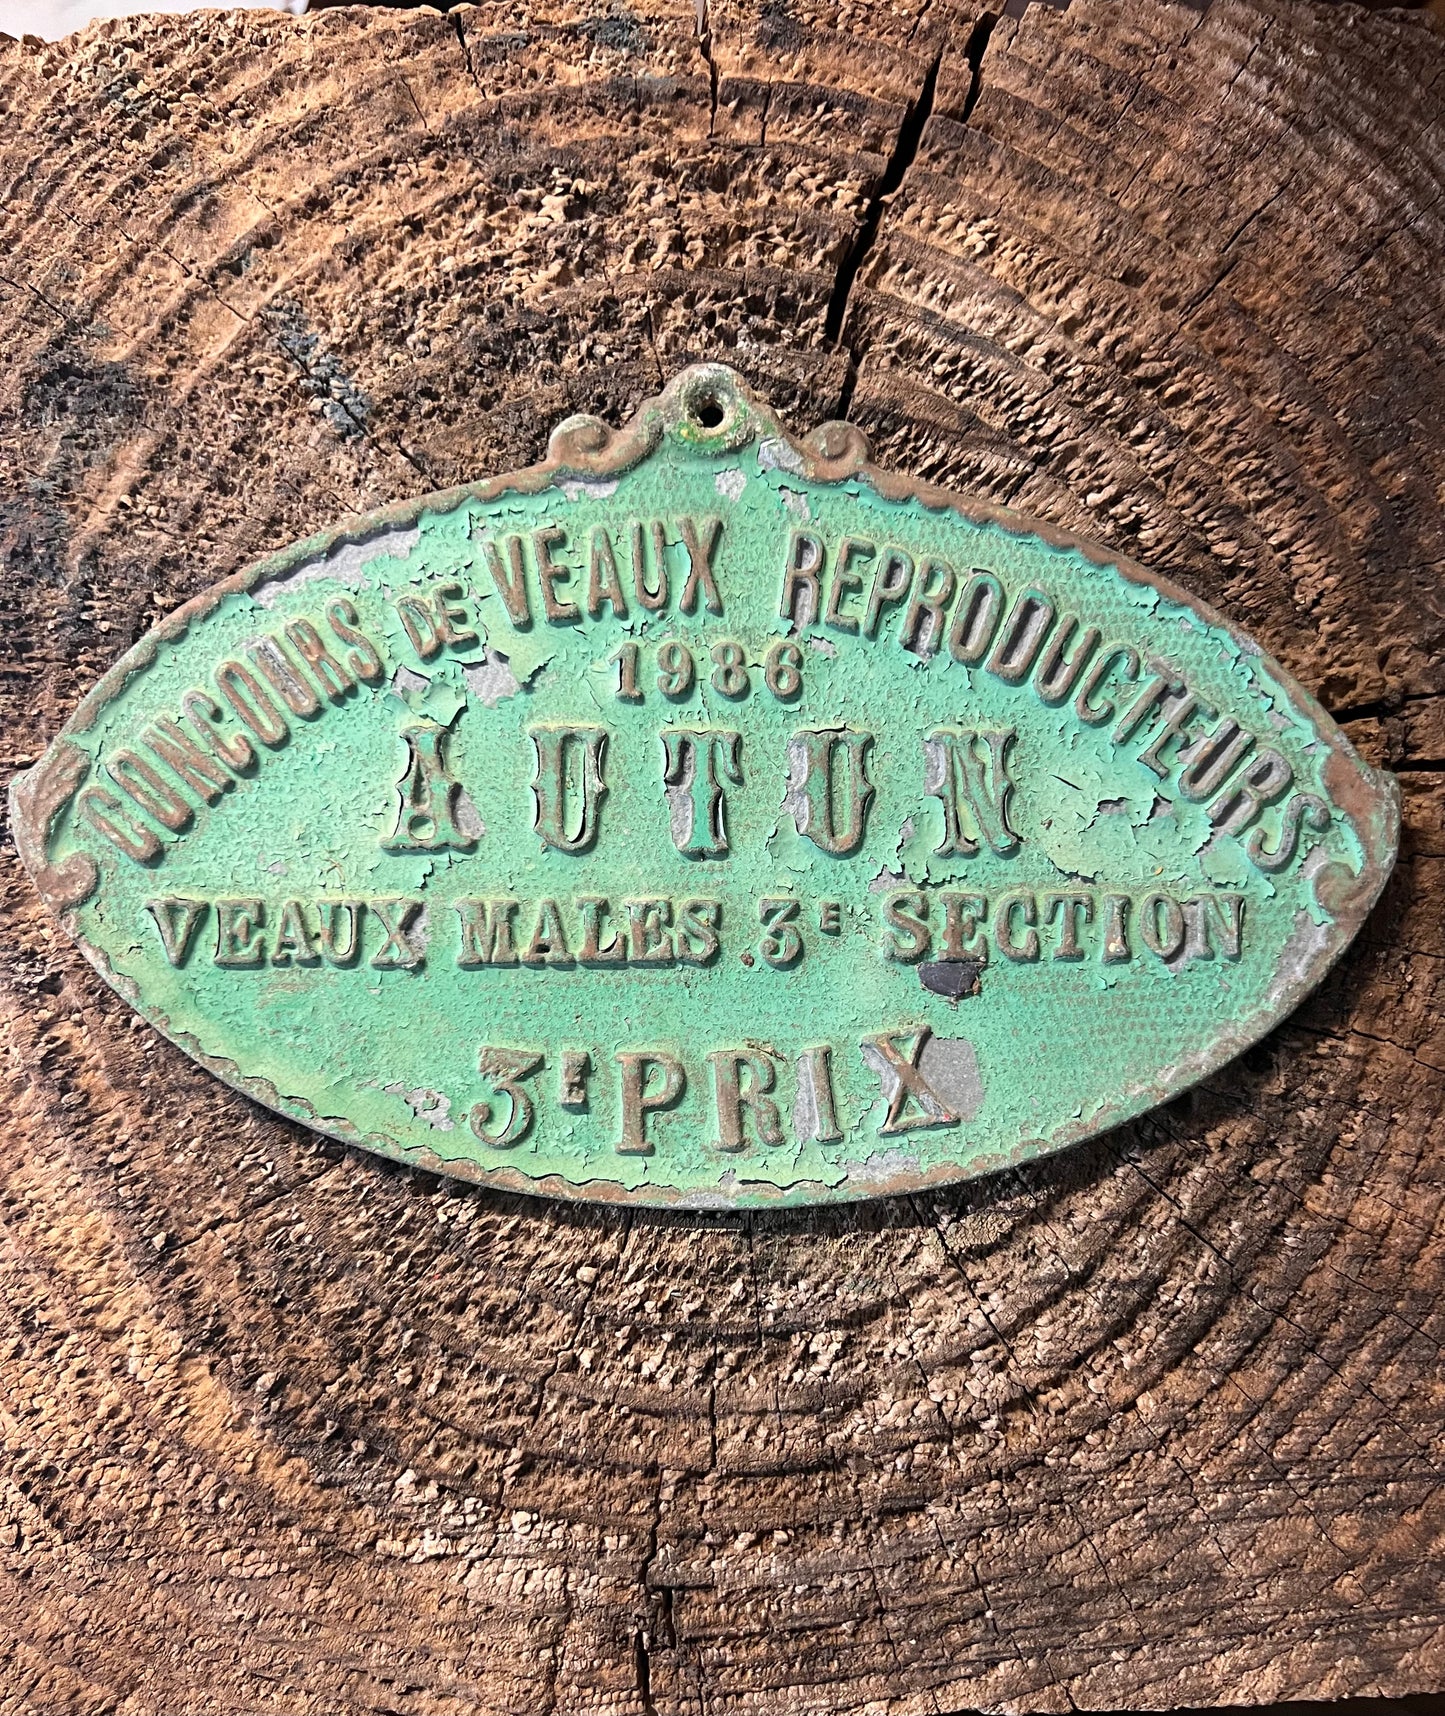 CONCOURS DE VEAUX REPRODUCTEURS
1986
AUTUN
VEAUX MALES 3E SECTION
3E PRIX